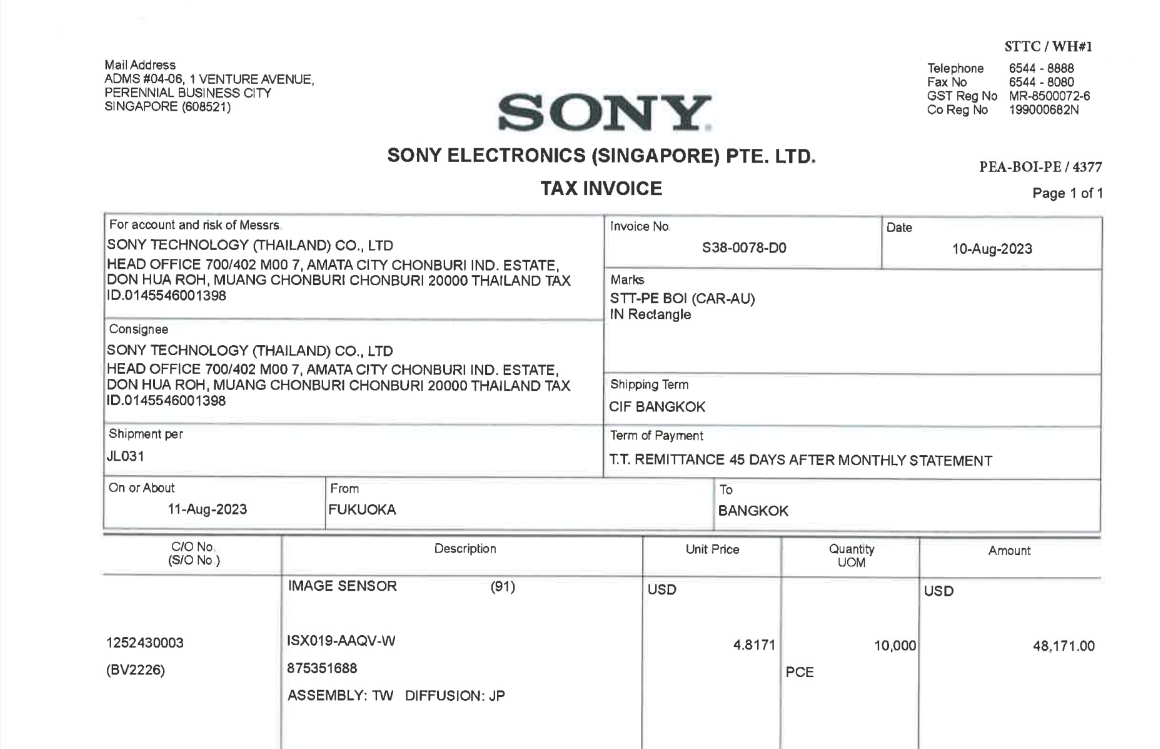 STTC / WH#1
Mail Address
ADMS #04-06, 1 VENTURE AVENUE,
PERENNIAL BUSINESS CITY
SINGAPORE (608521)
Telephone 6544 - 8888
Fax No 6544 - 8080
GST Reg No MR-8500072-6
Co Reg No 199000682N
SONY
SONY ELECTRONICS (SINGAPORE) PTE. LTD.
PEA-BOI-PE / 4377
TAX INVOICE
Page 1 of 1
For account and risk of Messrs.
SONY TECHNOLOGY (THAILAND) CO., LTD
HEAD OFFICE 700/402 M00 7, AMATA CITY CHONBURI IND. ESTATE,
DON HUA ROH, MUANG CHONBURI CHONBURI 20000 THAILAND TAX
ID.0145546001398
Invoice No.
S38-0078-D0
Date
10-Aug-2023
Marks
STT-PE BOI (CAR-AU)
IN Rectangle
Consignee
SONY TECHNOLOGY (THAILAND) CO., LTD
HEAD OFFICE 700/402 M00 7, AMATA CITY CHONBURI IND. ESTATE,
DON HUA ROH, MUANG CHONBURI CHONBURI 20000 THAILAND TAX
ID.0145546001398
Shipping Term
CIF BANGKOK
Shipment per
JL031
Term of Payment
T.T. REMITTANCE 45 DAYS AFTER MONTHLY STATEMENT
On or About
11-Aug-2023
From
FUKUOKA
To
BANGKOK
C/O No. Description Unit Price Quantity Amount
(S/O No.) UOM
IMAGE SENSOR (91) USD USD
1252430003 ISX019-AAQV-W 4.8171 10,000 48,171.00
(BV2226) 875351688 PCE
ASSEMBLY: TW DIFFUSION: JP